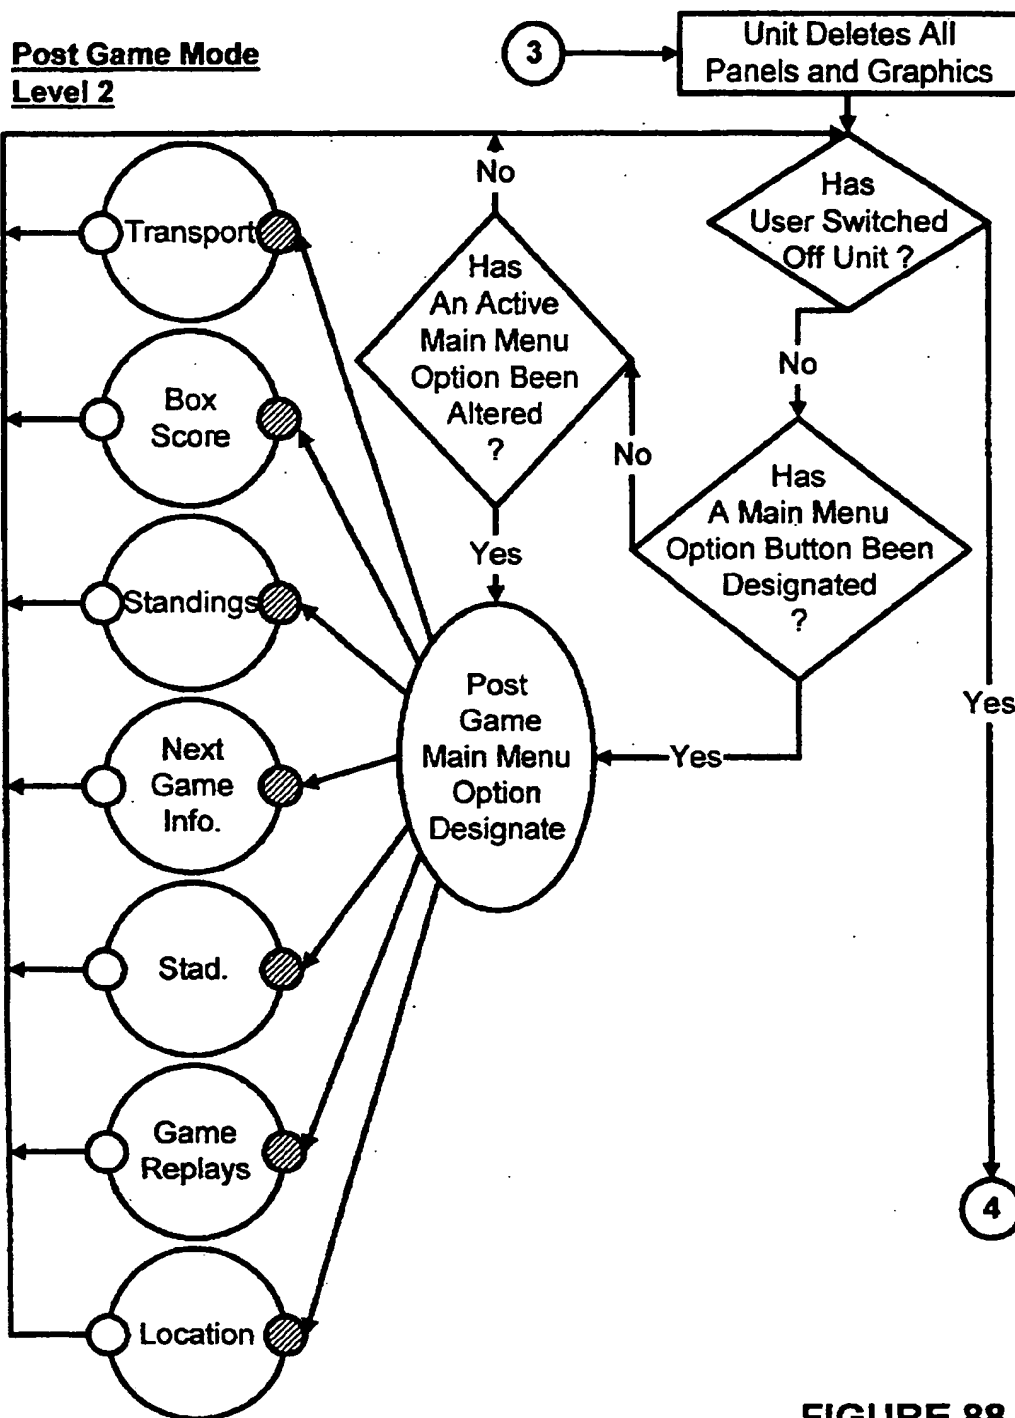 Post Game Mode
Level 2
3
Unit Deletes All
Panels and Graphics
Has
User Switched
Off Unit ?
No
Yes
Has
A Main Menu
Option Button Been
Designated
?
No
Yes
Has
An Active
Main Menu
Option Been
Altered
?
No
Yes
Post
Game
Main Menu
Option
Designate
Transport
Box
Score
Standings
Next
Game
Info.
Stad.
Game
Replays
Location
4
FIGURE 88